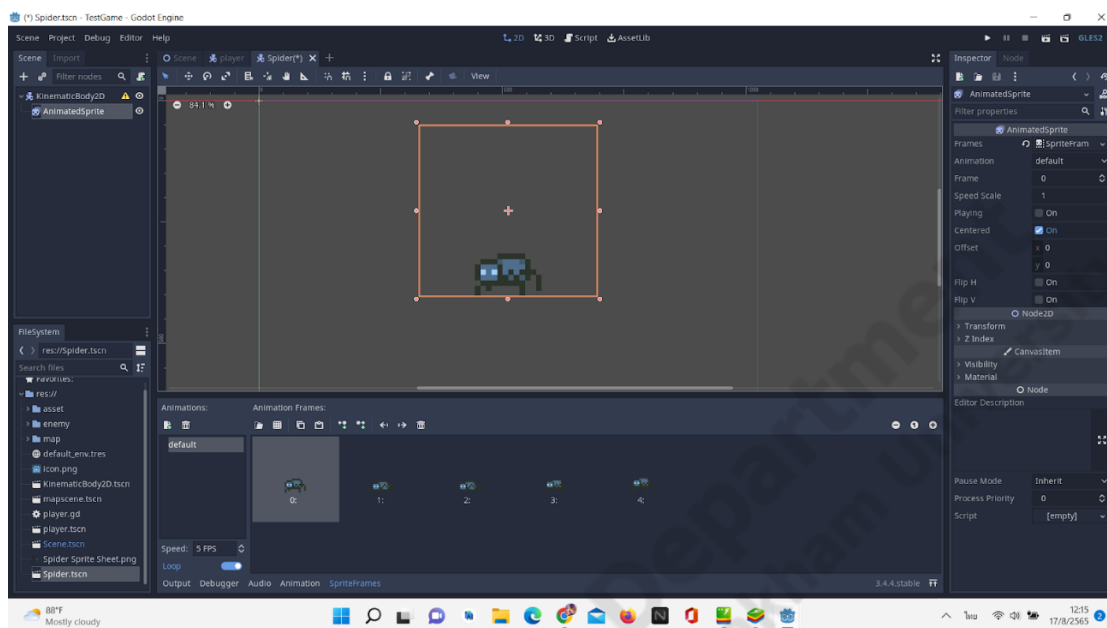 (*) Spider.tscn - TestGame - Godot Engine
Scene Project Debug Editor Help
2D 3D Script AssetLib
GLES2
Scene Import
Filter nodes
KinematicBody2D
AnimatedSprite
Scene player Spider(*)
View
84.1 %
FileSystem
res://Spider.tscn
Search files
Favorites:
res://
asset
enemy
map
default_env.tres
icon.png
KinematicBody2D.tscn
mapscene.tscn
player.gd
player.tscn
Scene.tscn
Spider Sprite Sheet.png
Spider.tscn
Animations:
default
Speed: 5 FPS
Loop
Animation Frames:
0: 1: 2: 3: 4:
Output Debugger Audio Animation SpriteFrames
3.4.4.stable
Inspector Node
AnimatedSprite
Filter properties
AnimatedSprite
Frames SpriteFram
Animation default
Frame 0
Speed Scale 1
Playing On
Centered On
Offset x 0
y 0
Flip H On
Flip V On
Node2D
Transform
Z Index
CanvasItem
Visibility
Material
Node
Editor Description
Pause Mode Inherit
Process Priority 0
Script [empty]
88°F
Mostly cloudy
ไทย
12:15
17/8/2565
2